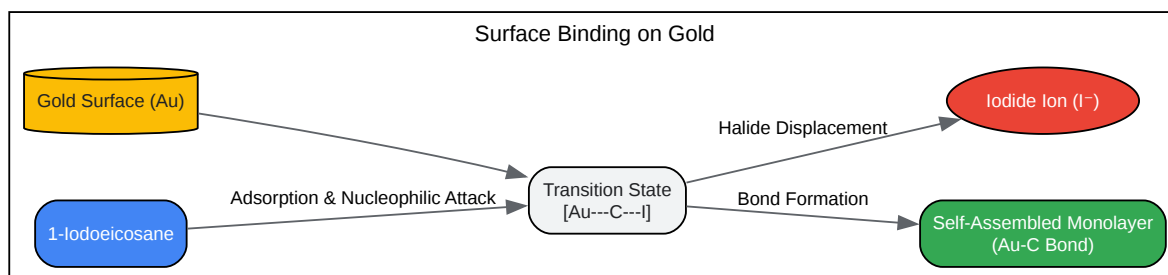 Surface Binding on Gold
Gold Surface (Au)
Iodide Ion (I⁻)
Halide Displacement
Adsorption & Nucleophilic Attack
Transition State
[Au---C---I]
Bond Formation
1-Iodoeicosane
Self-Assembled Monolayer
(Au-C Bond)